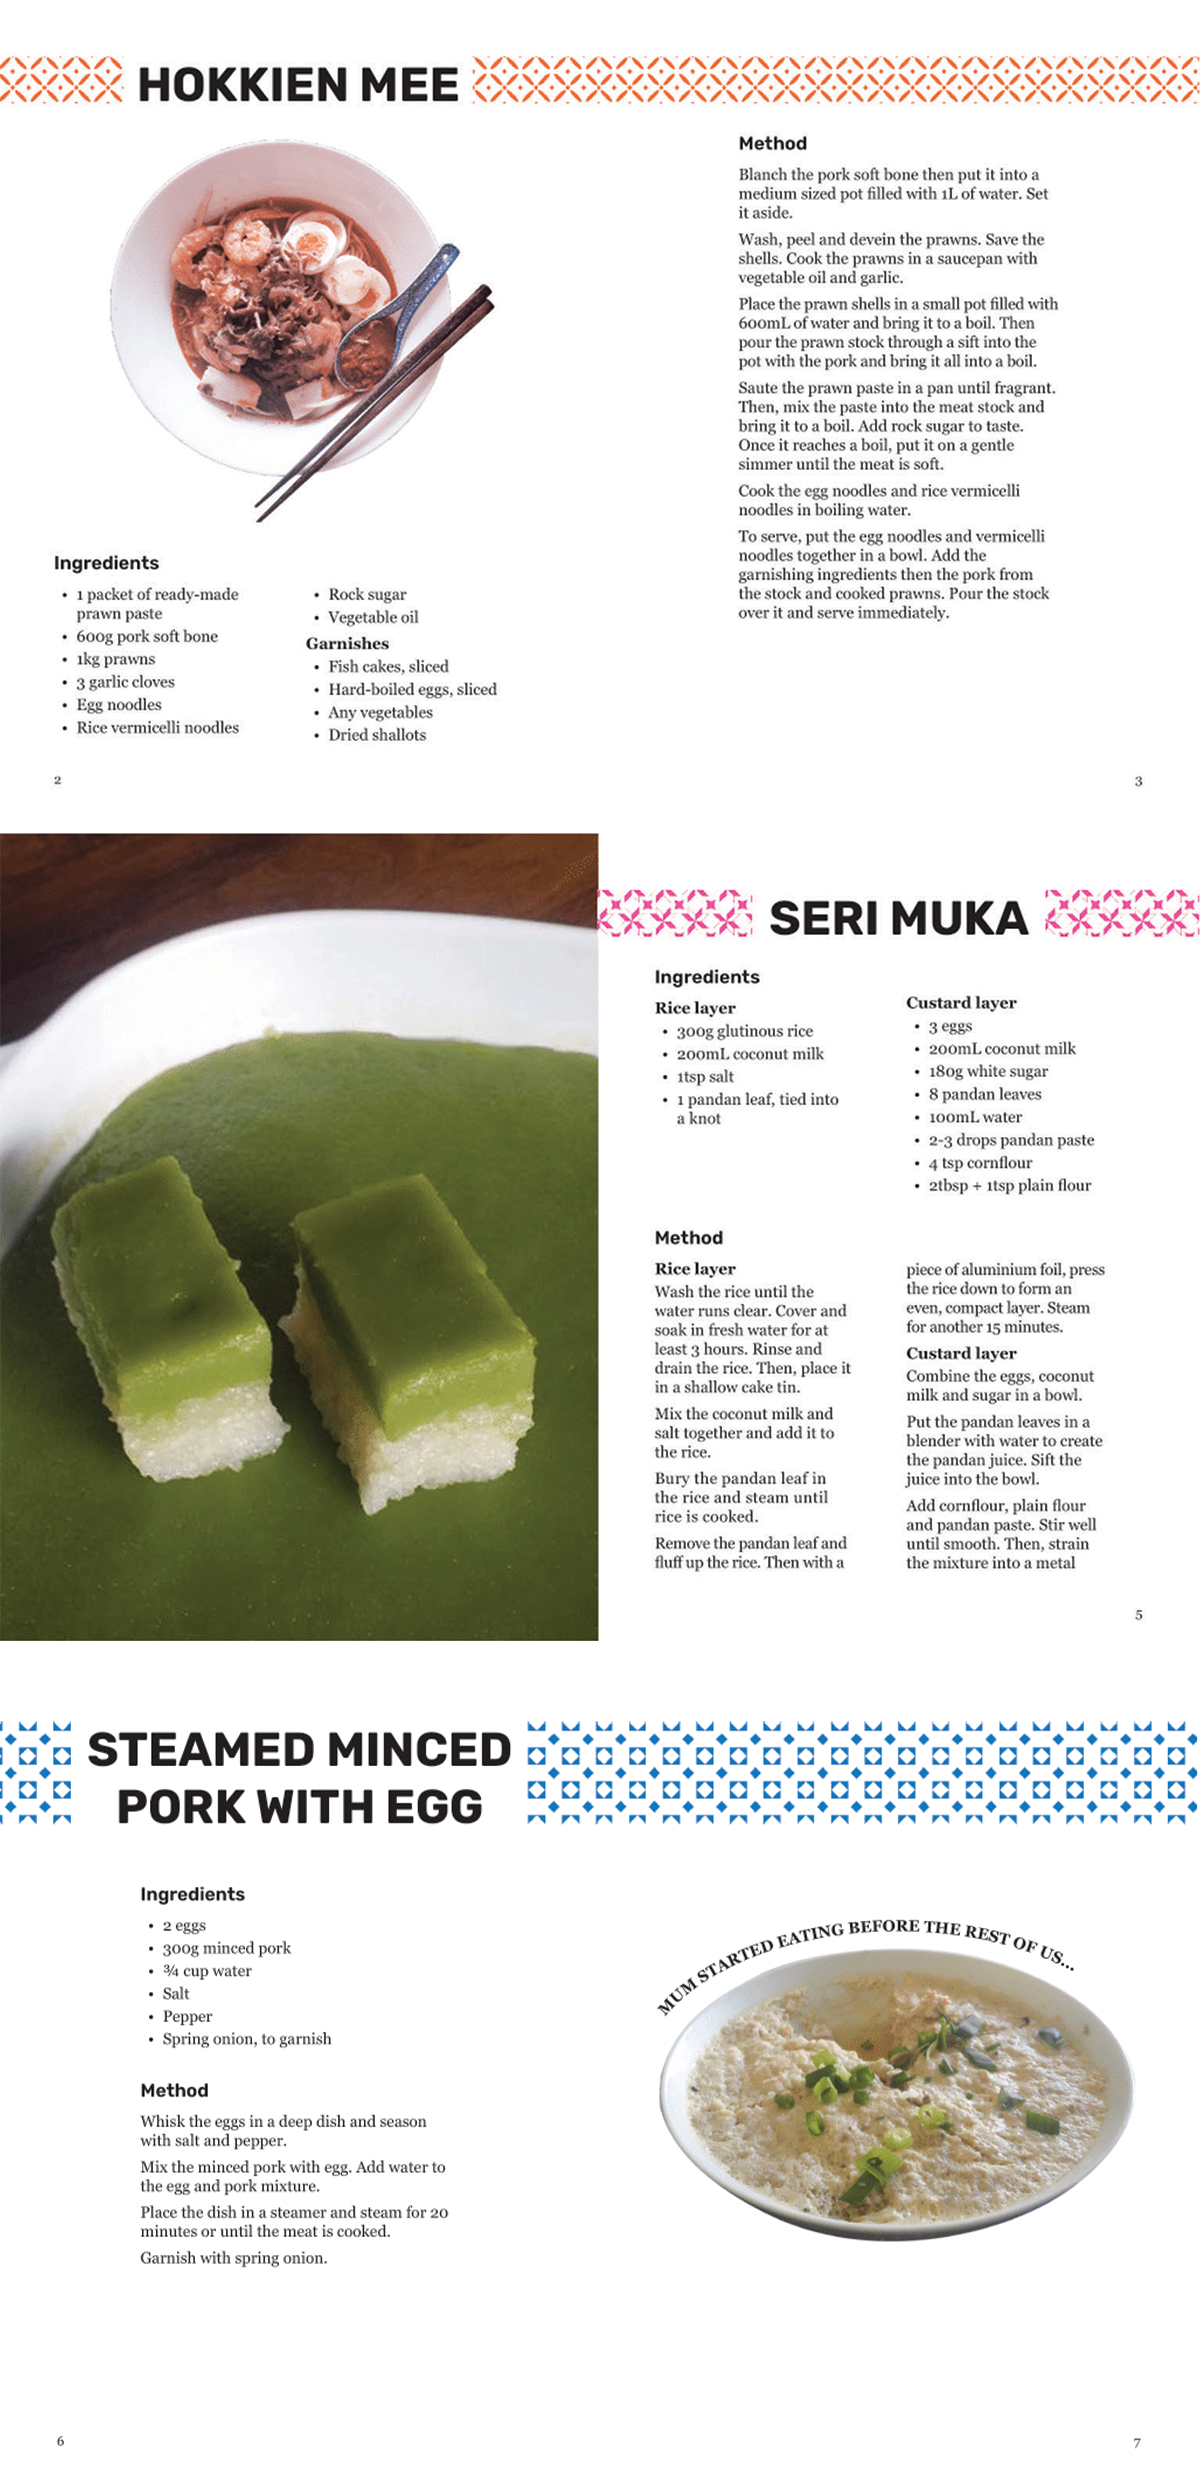 HOKKIEN MEE
Ingredients
• 1 packet of ready-made
prawn paste
• 600g pork soft bone
• 1kg prawns
• 3 garlic cloves
• Egg noodles
• Rice vermicelli noodles
• Rock sugar
• Vegetable oil
Garnishes
• Fish cakes, sliced
• Hard-boiled eggs, sliced
• Any vegetables
• Dried shallots
2
Method
Blanch the pork soft bone then put it into a
medium sized pot filled with 1L of water. Set
it aside.
Wash, peel and devein the prawns. Save the
shells. Cook the prawns in a saucepan with
vegetable oil and garlic.
Place the prawn shells in a small pot filled with
600mL of water and bring it to a boil. Then
pour the prawn stock through a sift into the
pot with the pork and bring it all into a boil.
Saute the prawn paste in a pan until fragrant.
Then, mix the paste into the meat stock and
bring it to a boil. Add rock sugar to taste.
Once it reaches a boil, put it on a gentle
simmer until the meat is soft.
Cook the egg noodles and rice vermicelli
noodles in boiling water.
To serve, put the egg noodles and vermicelli
noodles together in a bowl. Add the
garnishing ingredients then the pork from
the stock and cooked prawns. Pour the stock
over it and serve immediately.
3
SERI MUKA
Ingredients
Rice layer
• 300g glutinous rice
• 200mL coconut milk
• 1tsp salt
• 1 pandan leaf, tied into
a knot
Custard layer
• 3 eggs
• 200mL coconut milk
• 180g white sugar
• 8 pandan leaves
• 100mL water
• 2-3 drops pandan paste
• 4 tsp cornflour
• 2tbsp + 1tsp plain flour
Method
Rice layer
Wash the rice until the
water runs clear. Cover and
soak in fresh water for at
least 3 hours. Rinse and
drain the rice. Then, place it
in a shallow cake tin.
Mix the coconut milk and
salt together and add it to
the rice.
Bury the pandan leaf in
the rice and steam until
rice is cooked.
Remove the pandan leaf and
fluff up the rice. Then with a
piece of aluminium foil, press
the rice down to form an
even, compact layer. Steam
for another 15 minutes.
Custard layer
Combine the eggs, coconut
milk and sugar in a bowl.
Put the pandan leaves in a
blender with water to create
the pandan juice. Sift the
juice into the bowl.
Add cornflour, plain flour
and pandan paste. Stir well
until smooth. Then, strain
the mixture into a metal
5
STEAMED MINCED
PORK WITH EGG
Ingredients
• 2 eggs
• 300g minced pork
• ¾ cup water
• Salt
• Pepper
• Spring onion, to garnish
Method
Whisk the eggs in a deep dish and season
with salt and pepper.
Mix the minced pork with egg. Add water to
the egg and pork mixture.
Place the dish in a steamer and steam for 20
minutes or until the meat is cooked.
Garnish with spring onion.
6
MUM STARTED EATING BEFORE THE REST OF US...
7